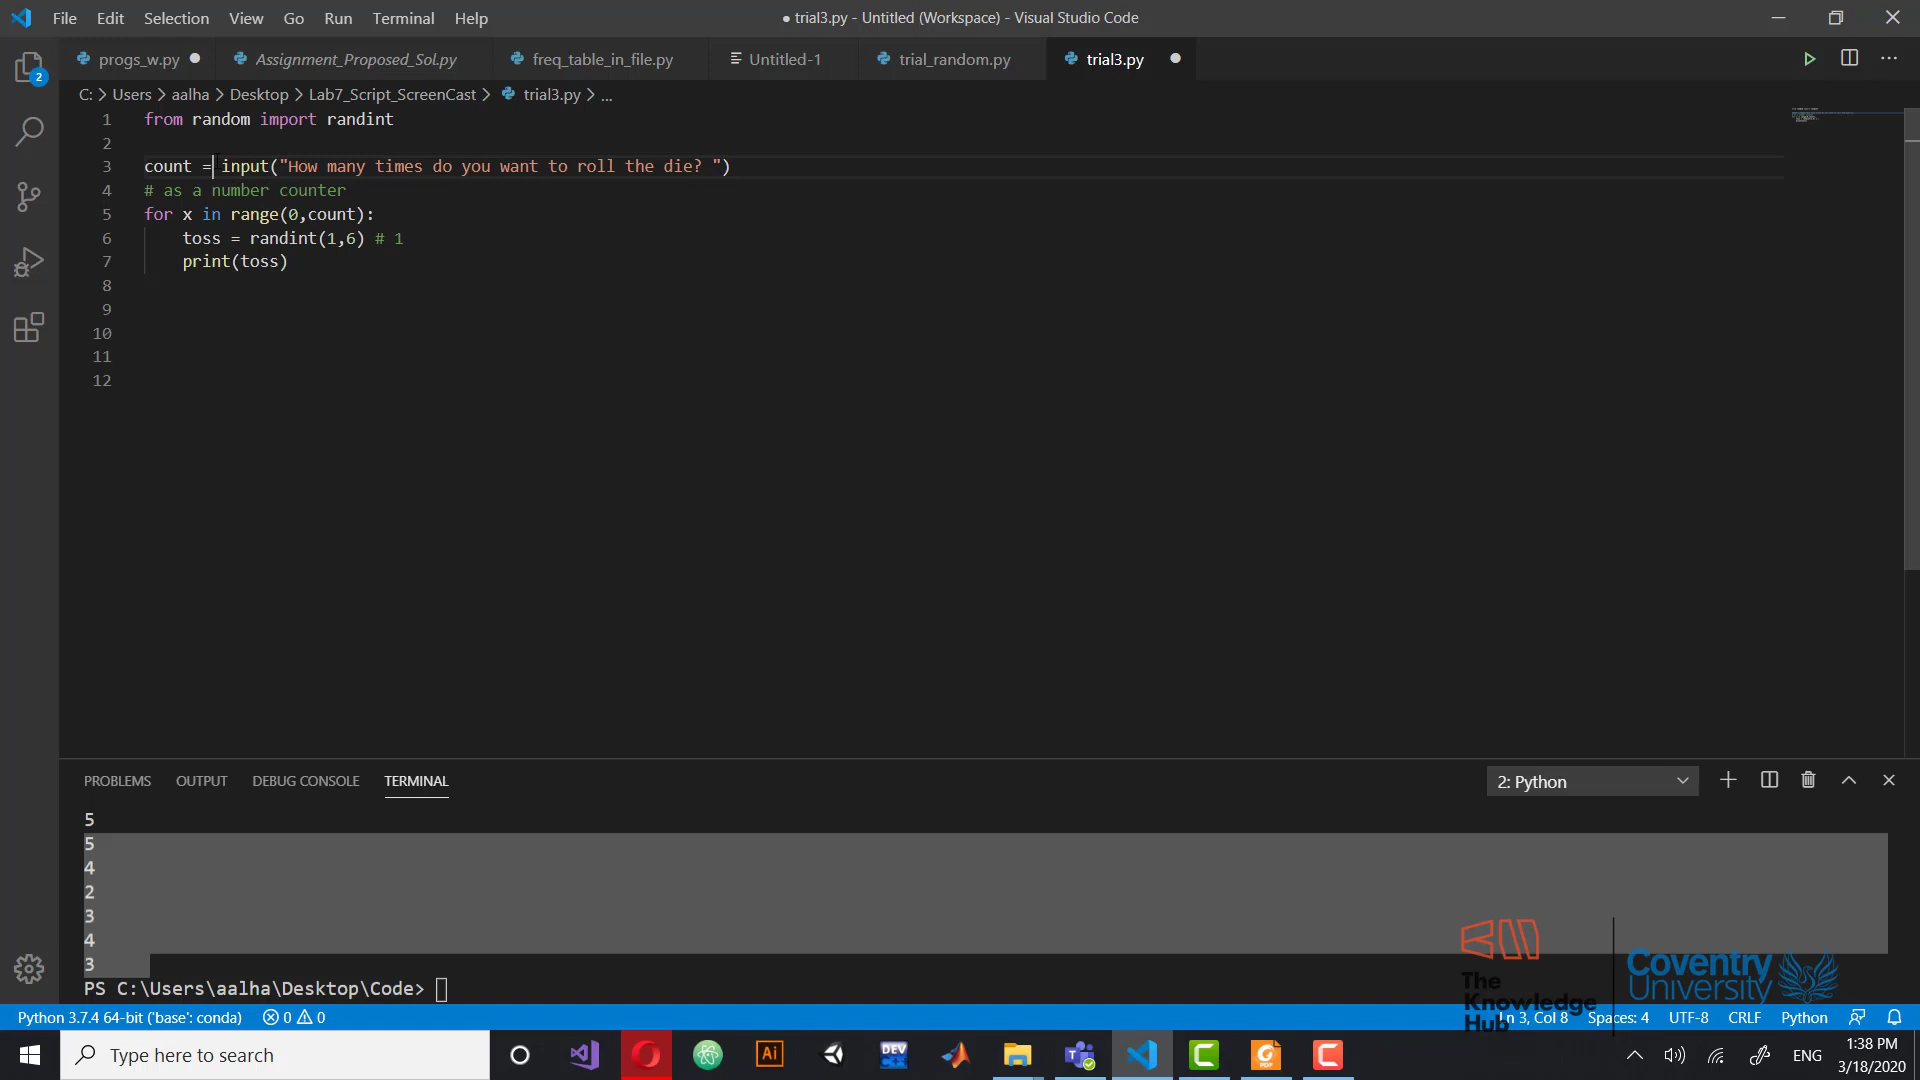 File Edit Selection View Go Run Terminal Help
● trial3.py - Untitled (Workspace) - Visual Studio Code
progs_w.py
Assignment_Proposed_Sol.py
freq_table_in_file.py
Untitled-1
trial_random.py
trial3.py
2
C: > Users > aalha > Desktop > Lab7_Script_ScreenCast > trial3.py > ...
1 from random import randint
2
3 count = input("How many times do you want to roll the die? ")
4 # as a number counter
5 for x in range(0,count):
6 toss = randint(1,6) # 1
7 print(toss)
8
9
10
11
12
PROBLEMS OUTPUT DEBUG CONSOLE TERMINAL
2: Python
5
5
4
2
3
4
3
PS C:\Users\aalha\Desktop\Code>
The
Knowledge
Hub
Coventry
University
Python 3.7.4 64-bit ('base': conda) 0 0
Ln 3, Col 8 Spaces: 4 UTF-8 CRLF Python
Type here to search
Ai
DEV
C++
PDF
ENG
1:38 PM
3/18/2020